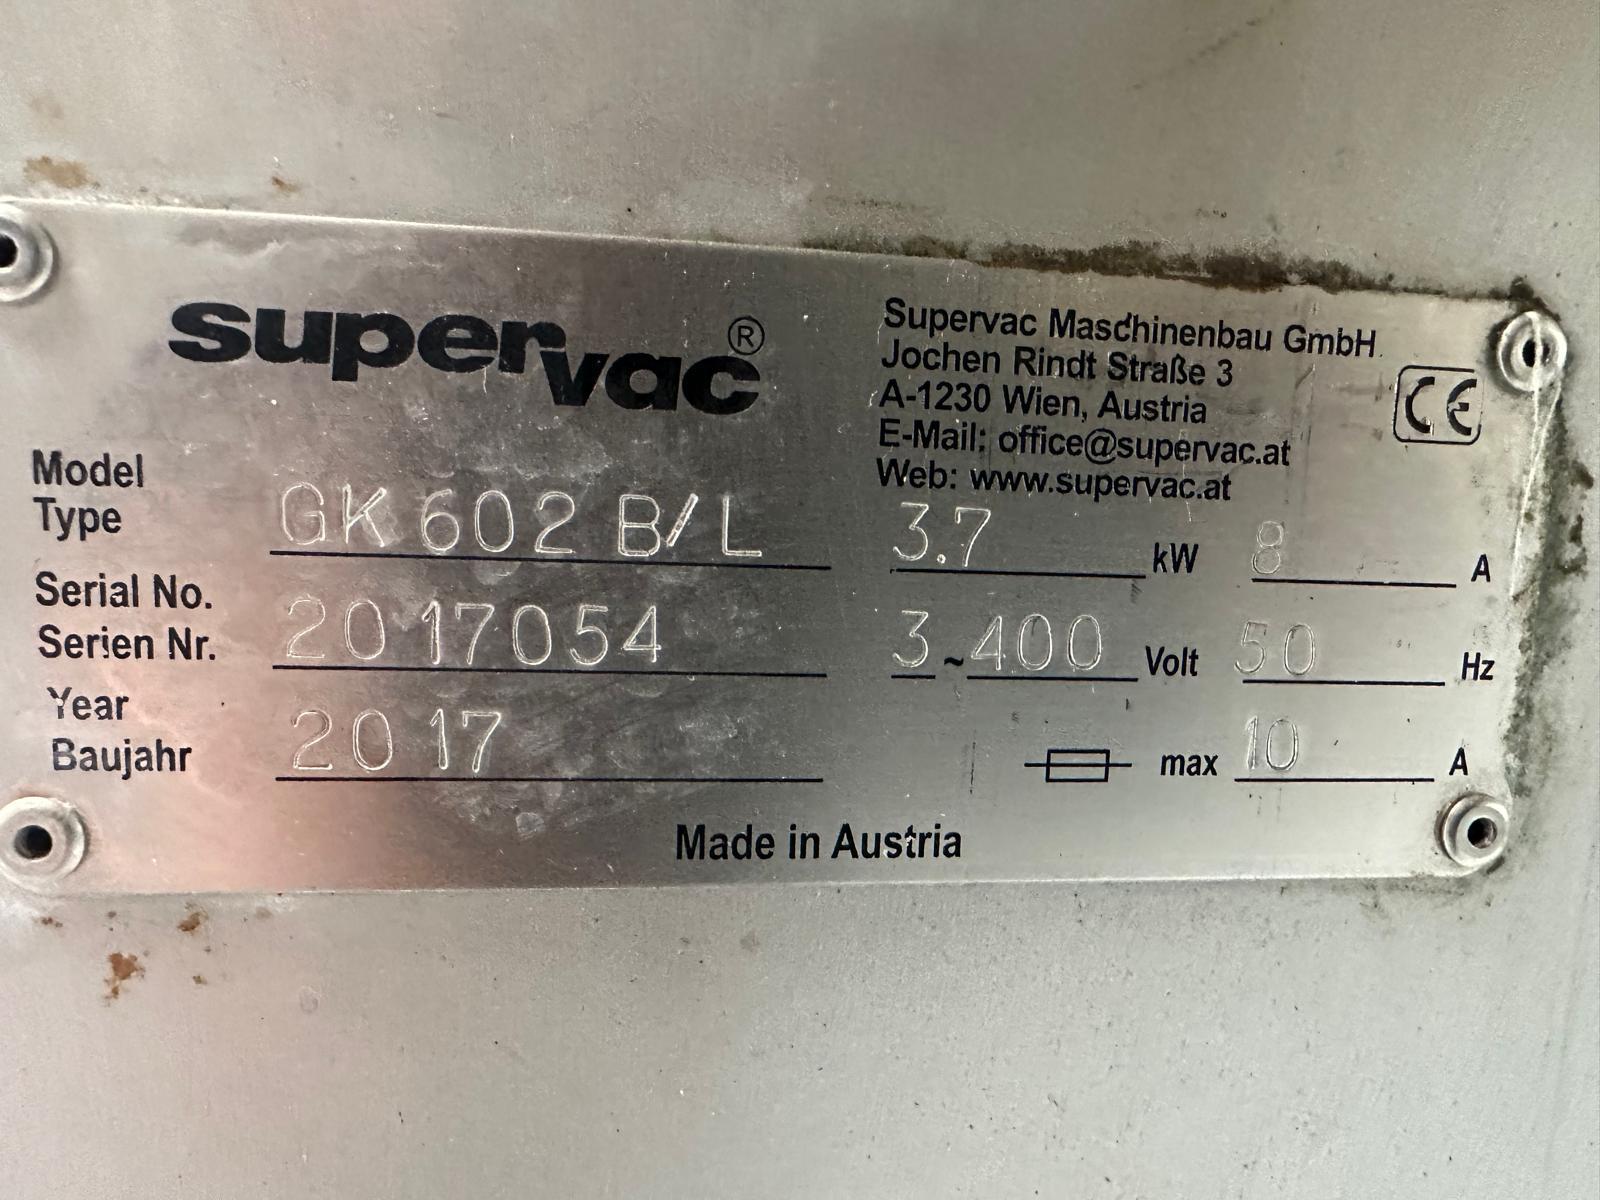 supervac®
Supervac Maschinenbau GmbH
Jochen Rindt Straße 3
A-1230 Wien, Austria
E-Mail: office@supervac.at
Web: www.supervac.at
CE
Model
Type GK 602 B/L 3.7 kW 8 A
Serial No.
Serien Nr. 2017054 3~400 Volt 50 Hz
Year
Baujahr 2017 max 10 A
Made in Austria